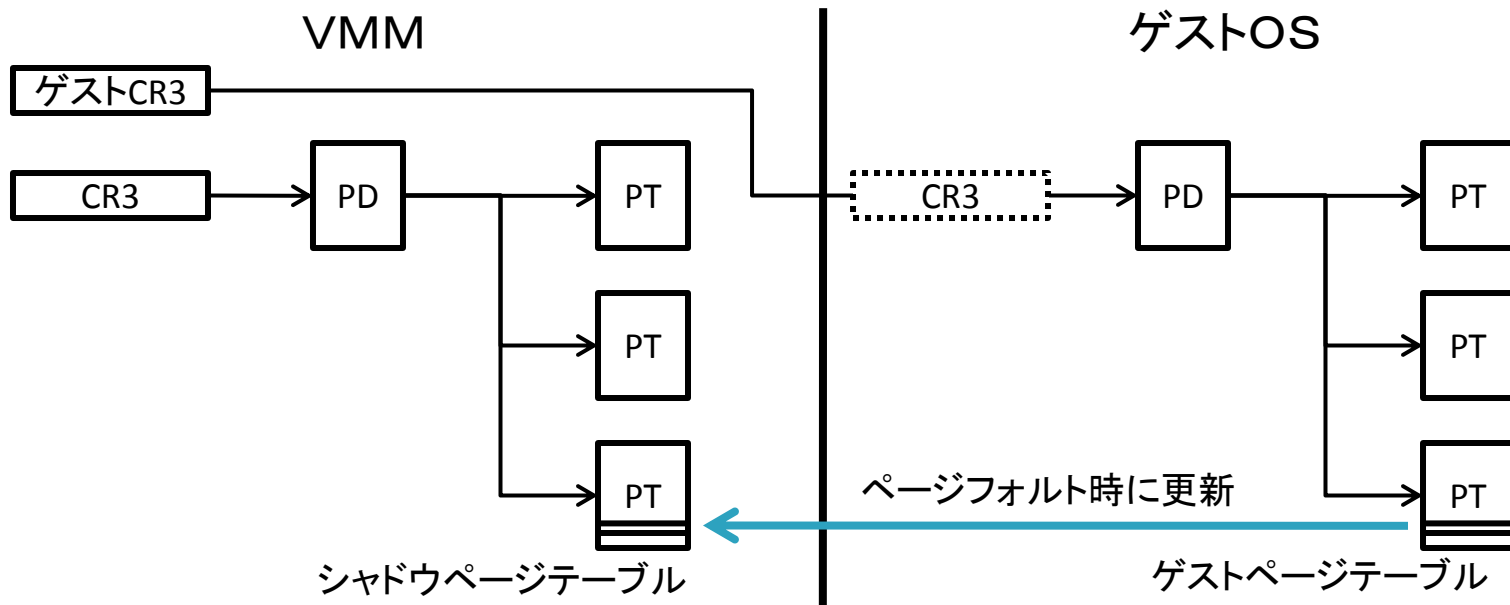 VMM
ゲストOS
ゲストCR3
CR3
PD
PT
CR3
PD
PT
PT
PT
PT
PT
ページフォルト時に更新
シャドウページテーブル
ゲストページテーブル